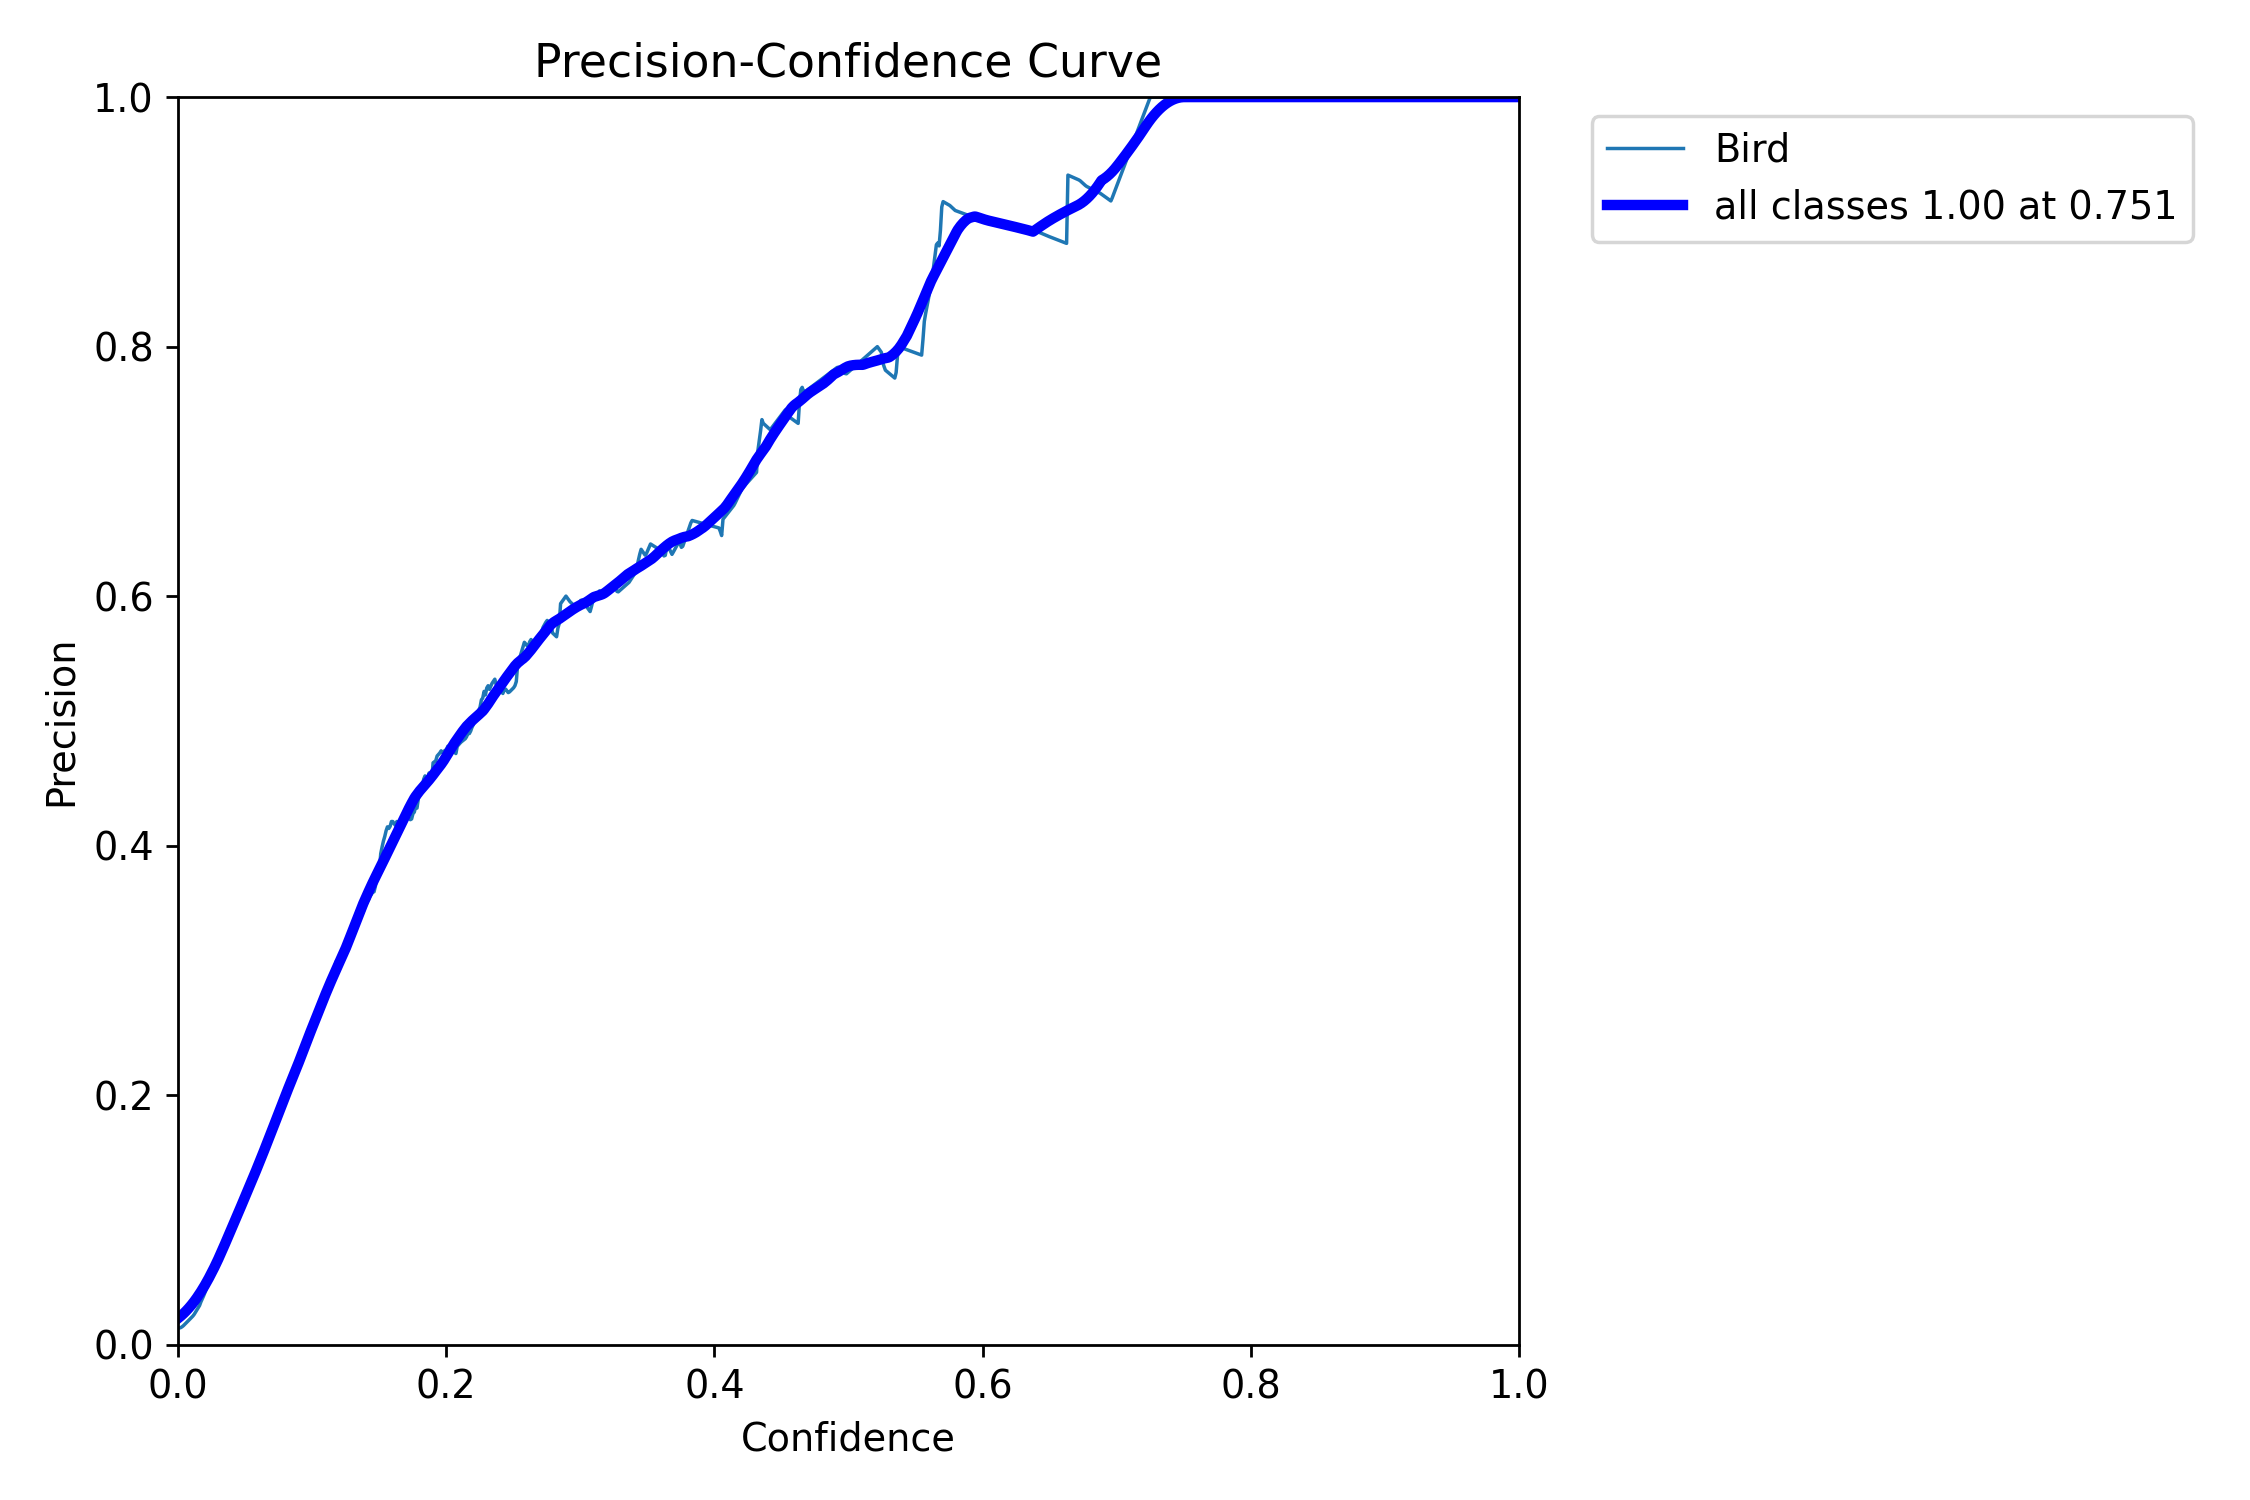 Precision-Confidence Curve
Bird
all classes 1.00 at 0.751
1.0
0.8
0.6
0.4
0.2
0.0
Precision
0.0 0.2 0.4 0.6 0.8 1.0
Confidence